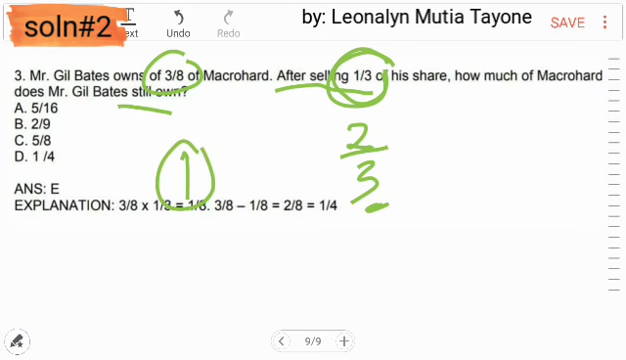 soln#2
by: Leonalyn Mutia Tayone
SAVE
T
Text
Undo
Redo
3. Mr. Gil Bates owns of 3/8 of Macrohard. After selling 1/3 of his share, how much of Macrohard
does Mr. Gil Bates still own?
A. 5/16
B. 2/9
C. 5/8
D. 1 /4
2
3
1
ANS: E
EXPLANATION: 3/8 x 1/3 = 1/8. 3/8 – 1/8 = 2/8 = 1/4
9/9